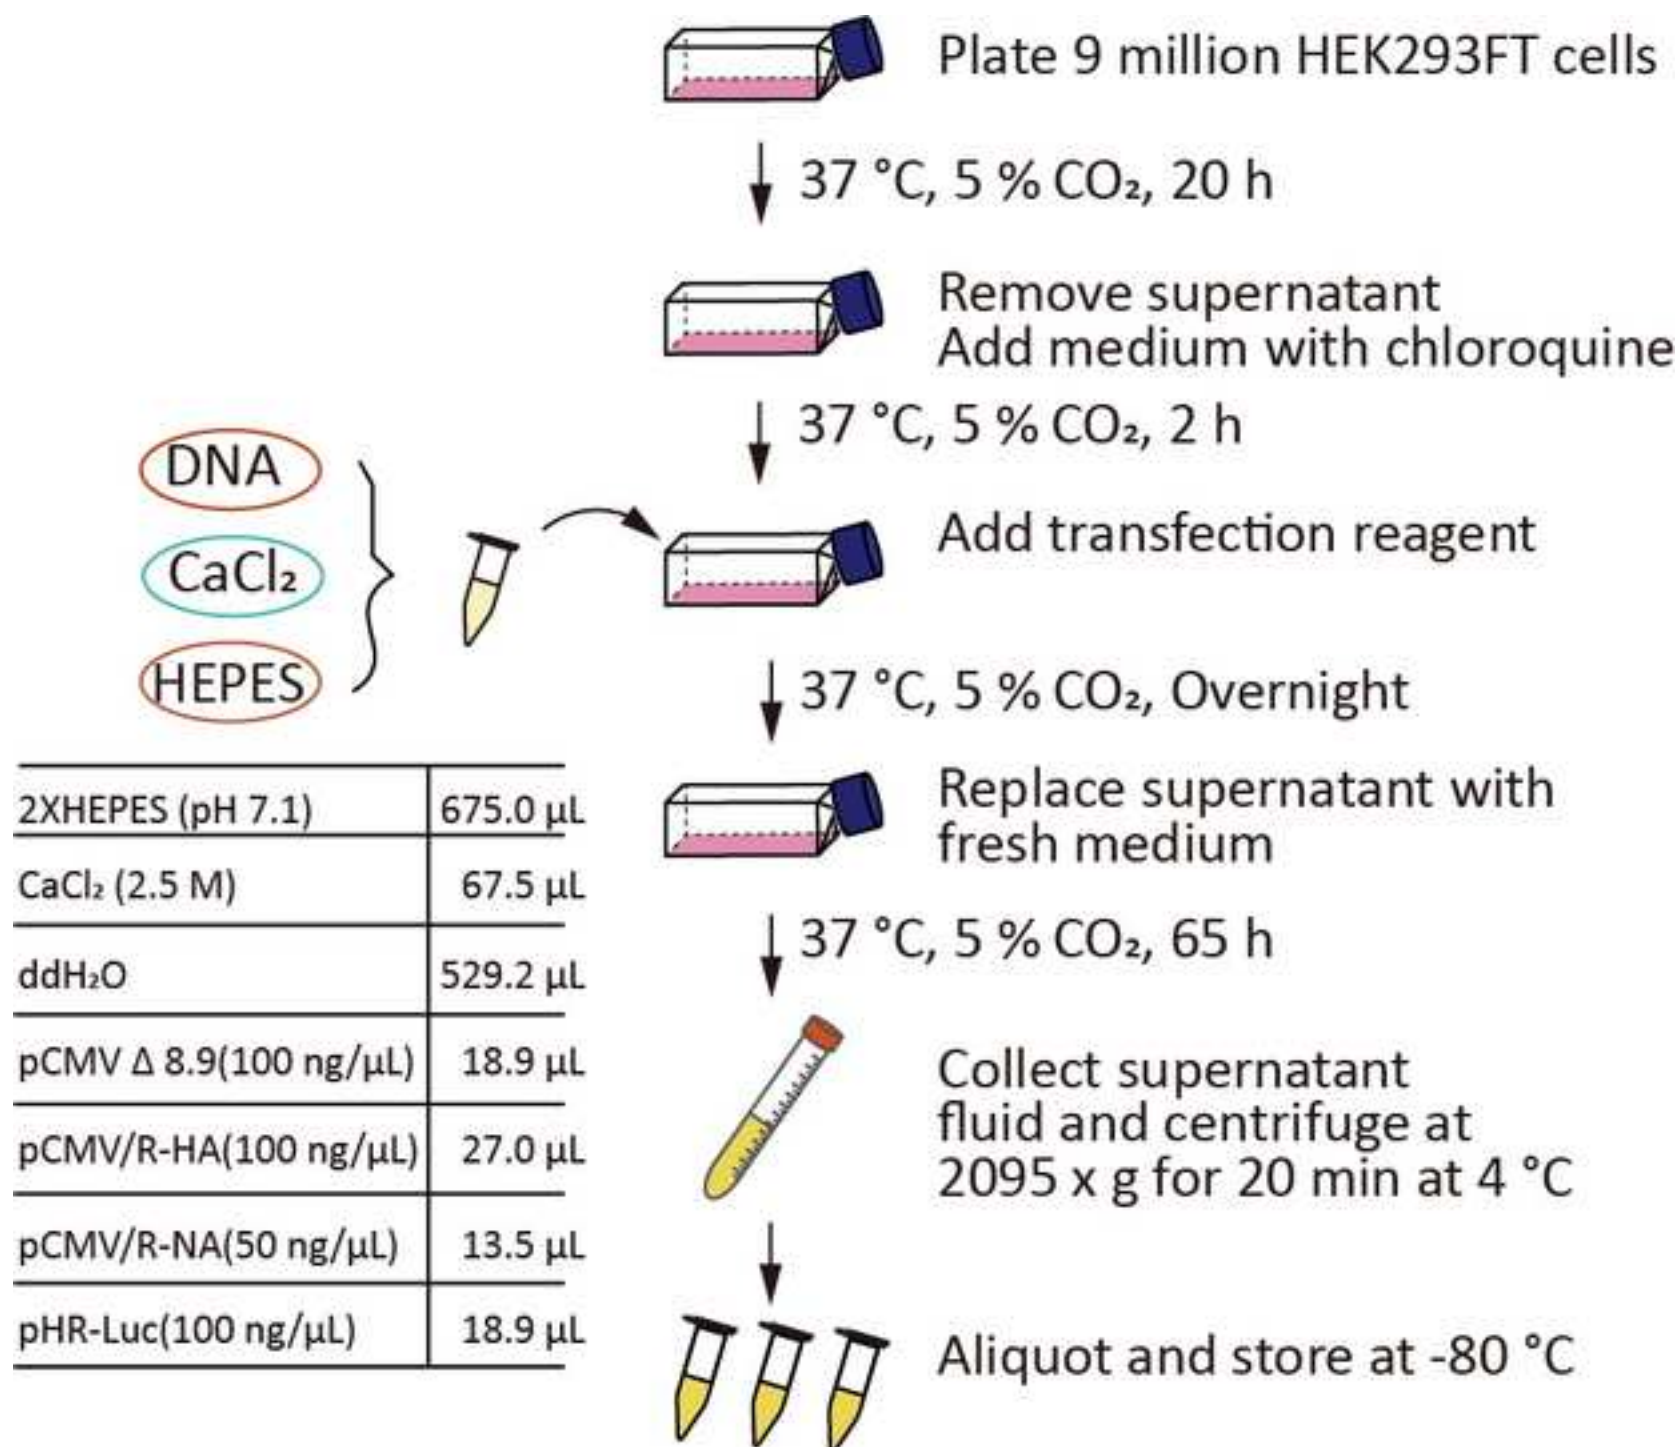 Plate 9 million HEK293FT cells
37 °C, 5 % CO₂, 20 h
Remove supernatant
Add medium with chloroquine
37 °C, 5 % CO₂, 2 h
DNA
CaCl₂
HEPES
Add transfection reagent
37 °C, 5 % CO₂, Overnight
Replace supernatant with
fresh medium
37 °C, 5 % CO₂, 65 h
Collect supernatant
fluid and centrifuge at
2095 x g for 20 min at 4 °C
Aliquot and store at -80 °C
2XHEPES (pH 7.1) 675.0 µL
CaCl₂ (2.5 M) 67.5 µL
ddH₂O 529.2 µL
pCMV Δ 8.9(100 ng/µL) 18.9 µL
pCMV/R-HA(100 ng/µL) 27.0 µL
pCMV/R-NA(50 ng/µL) 13.5 µL
pHR-Luc(100 ng/µL) 18.9 µL